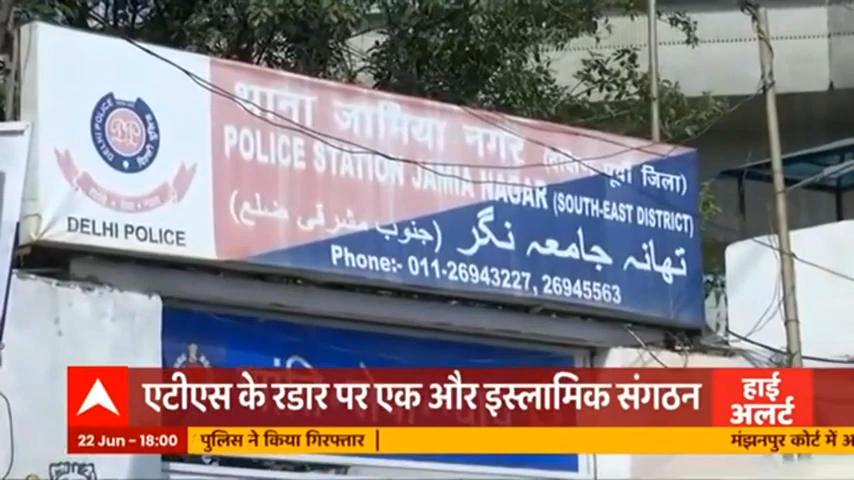 थाना जामिया नगर
POLICE STATION JAMIA NAGAR (SOUTH-EAST DISTRICT)
تھانہ جامعہ نگر (جنوب مشرقی ضلع)
Phone:- 011-26943227, 26945563
DELHI POLICE
एटीएस के रडार पर एक और इस्लामिक संगठन
हाई
अलर्ट
22 Jun – 18:00
पुलिस ने किया गिरफ्तार |
मंझनपुर कोर्ट में